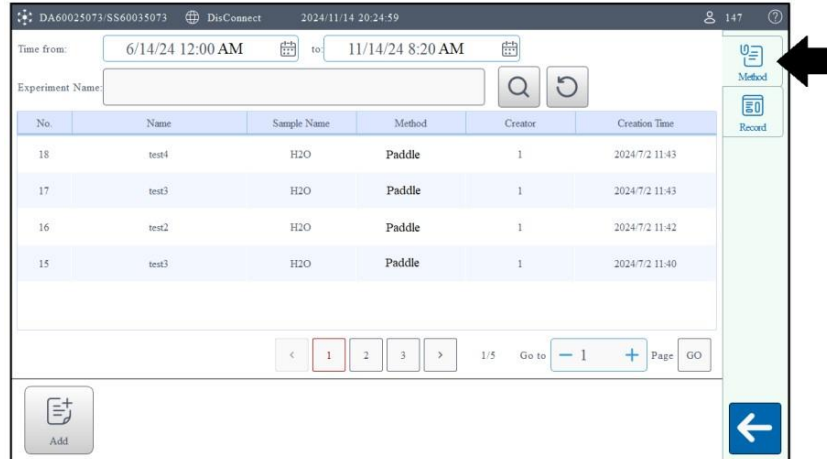 DA60025073/SS60035073 DisConnect 2024/11/14 20:24:59 147
Time from: 6/14/24 12:00 AM to: 11/14/24 8:20 AM
Method
Experiment Name:
Record
No. Name Sample Name Method Creator Creation Time
18 test4 H2O Paddle 1 2024/7/2 11:43
17 test3 H2O Paddle 1 2024/7/2 11:43
16 test2 H2O Paddle 1 2024/7/2 11:42
15 test3 H2O Paddle 1 2024/7/2 11:40
< 1 2 3 > 1/5 Go to − 1 + Page GO
Add